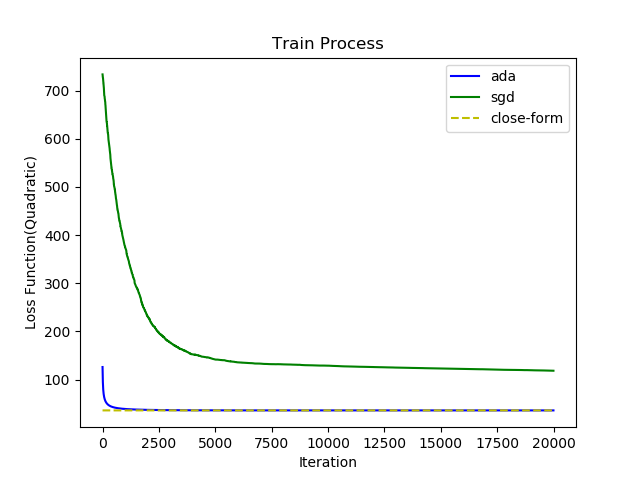 Train Process
Loss Function(Quadratic)
700
600
500
400
300
200
100
ada
sgd
close-form
0 2500 5000 7500 10000 12500 15000 17500 20000
Iteration